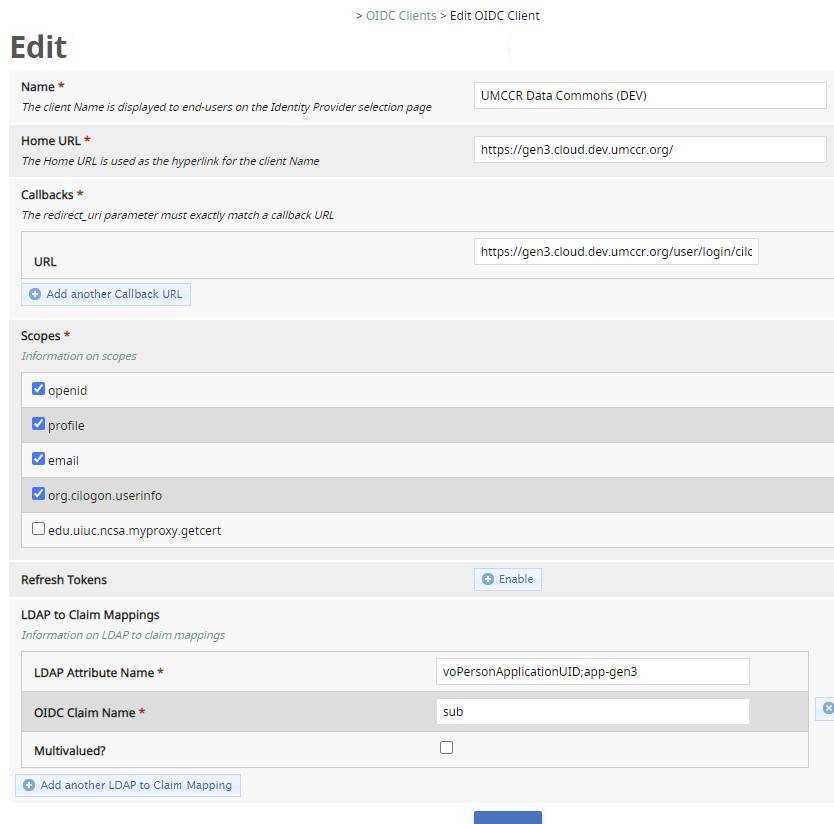 > OIDC Clients > Edit OIDC Client
Edit
Name *
The client Name is displayed to end-users on the Identity Provider selection page
UMCCR Data Commons (DEV)
Home URL *
The Home URL is used as the hyperlink for the client Name
https://gen3.cloud.dev.umccr.org/
Callbacks *
The redirect_uri parameter must exactly match a callback URL
URL
https://gen3.cloud.dev.umccr.org/user/login/cilc
Add another Callback URL
Scopes *
Information on scopes
openid
profile
email
org.cilogon.userinfo
edu.uiuc.ncsa.myproxy.getcert
Refresh Tokens
Enable
LDAP to Claim Mappings
Information on LDAP to claim mappings
LDAP Attribute Name *
voPersonApplicationUID;app-gen3
OIDC Claim Name *
sub
Multivalued?
Add another LDAP to Claim Mapping